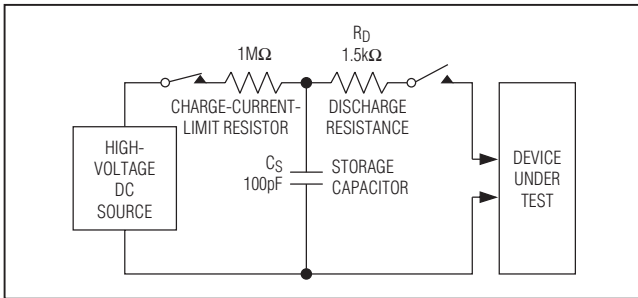 1MΩ
CHARGE-CURRENT-
LIMIT RESISTOR
R_D
1.5kΩ
DISCHARGE
RESISTANCE
HIGH-
VOLTAGE
DC
SOURCE
C_S
100pF
STORAGE
CAPACITOR
DEVICE
UNDER
TEST